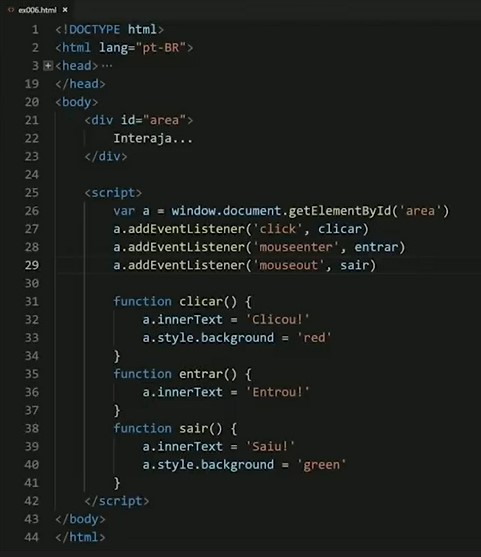 <> ex006.html ×
1 <!DOCTYPE html>
2 <html lang="pt-BR">
3 <head>...
19 </head>
20 <body>
21     <div id="area">
22         Interaja...
23     </div>
24
25     <script>
26         var a = window.document.getElementById('area')
27         a.addEventListener('click', clicar)
28         a.addEventListener('mouseenter', entrar)
29         a.addEventListener('mouseout', sair)
30
31         function clicar() {
32             a.innerText = 'Clicou!'
33             a.style.background = 'red'
34         }
35         function entrar() {
36             a.innerText = 'Entrou!'
37         }
38         function sair() {
39             a.innerText = 'Saiu!'
40             a.style.background = 'green'
41         }
42     </script>
43 </body>
44 </html>